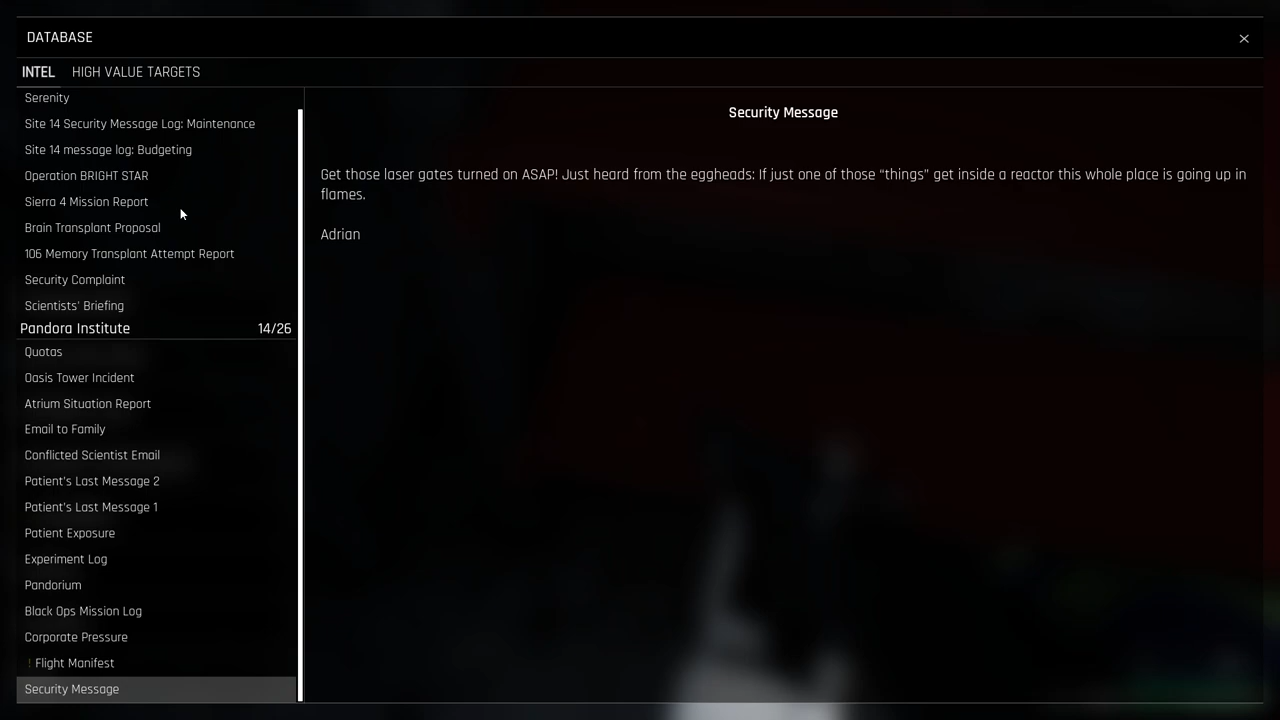 DATABASE
×
INTEL HIGH VALUE TARGETS
Serenity
Site 14 Security Message Log: Maintenance
Site 14 message log: Budgeting
Operation BRIGHT STAR
Sierra 4 Mission Report
Brain Transplant Proposal
106 Memory Transplant Attempt Report
Security Complaint
Scientists' Briefing
Pandora Institute 14/26
Quotas
Oasis Tower Incident
Atrium Situation Report
Email to Family
Conflicted Scientist Email
Patient's Last Message 2
Patient's Last Message 1
Patient Exposure
Experiment Log
Pandorium
Black Ops Mission Log
Corporate Pressure
! Flight Manifest
Security Message
Security Message
Get those laser gates turned on ASAP! Just heard from the eggheads: If just one of those "things" get inside a reactor this whole place is going up in
flames.
Adrian